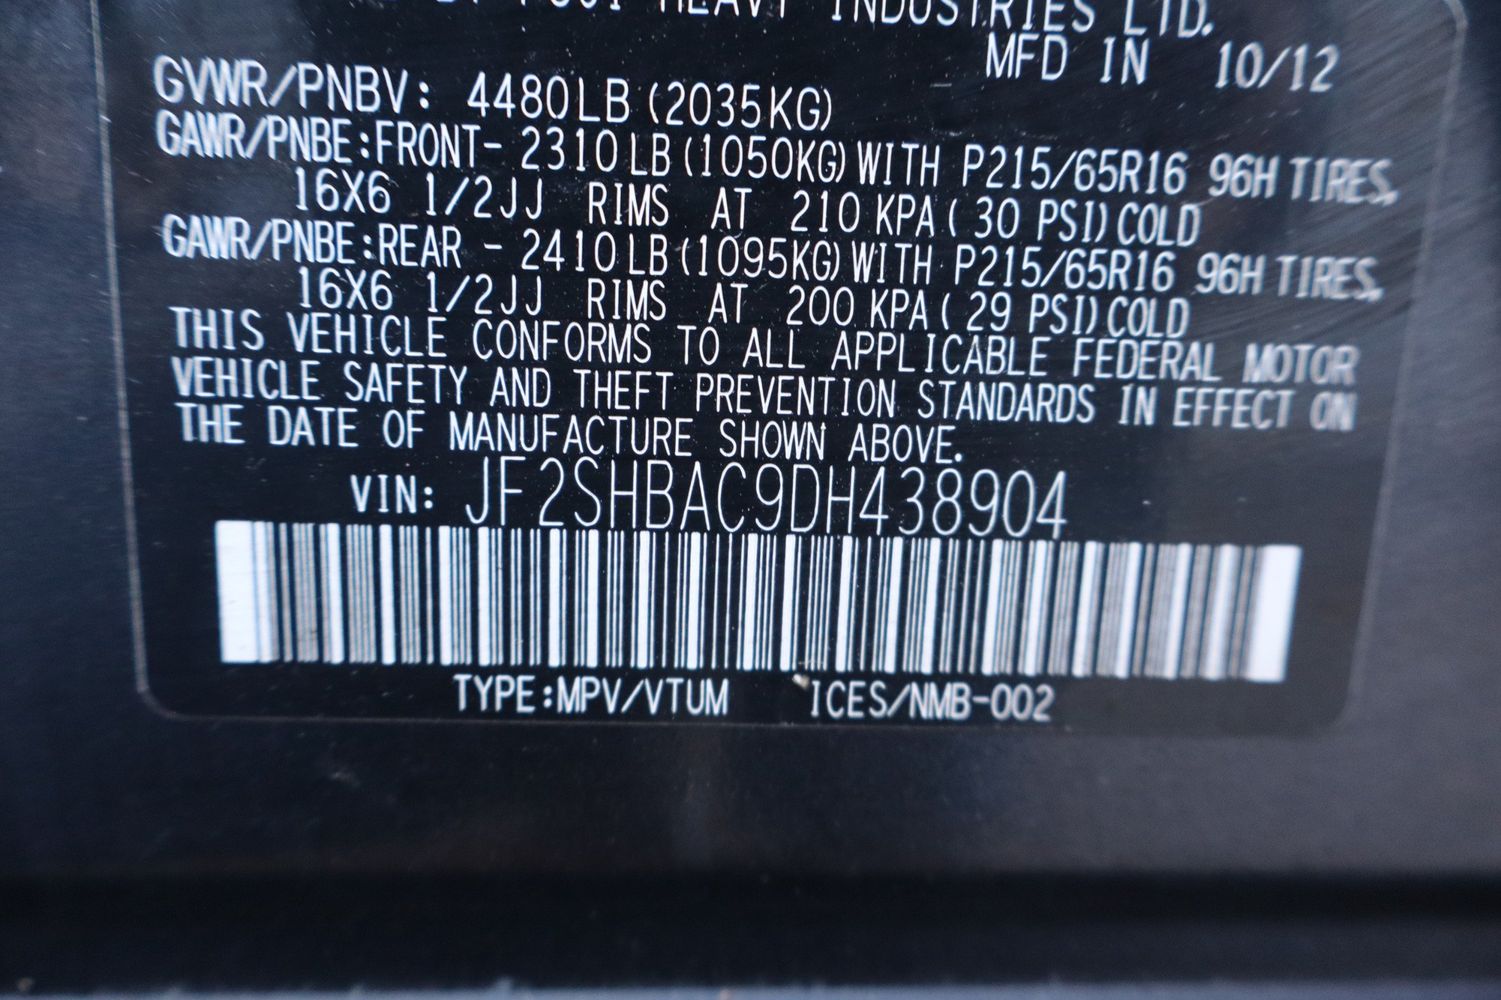 HEAVY INDUSTRIES LTD.
MFD IN 10/12
GVWR/PNBV: 4480LB (2035KG)
GAWR/PNBE:FRONT- 2310LB (1050KG) WITH P215/65R16 96H TIRES,
16X6 1/2JJ RIMS AT 210 KPA ( 30 PSI) COLD
GAWR/PNBE:REAR - 2410LB (1095KG) WITH P215/65R16 96H TIRES,
16X6 1/2JJ RIMS AT 200 KPA ( 29 PSI) COLD
THIS VEHICLE CONFORMS TO ALL APPLICABLE FEDERAL MOTOR
VEHICLE SAFETY AND THEFT PREVENTION STANDARDS IN EFFECT ON
THE DATE OF MANUFACTURE SHOWN ABOVE.
VIN: JF2SHBAC9DH438904
TYPE:MPV/VTUM ICES/NMB-002